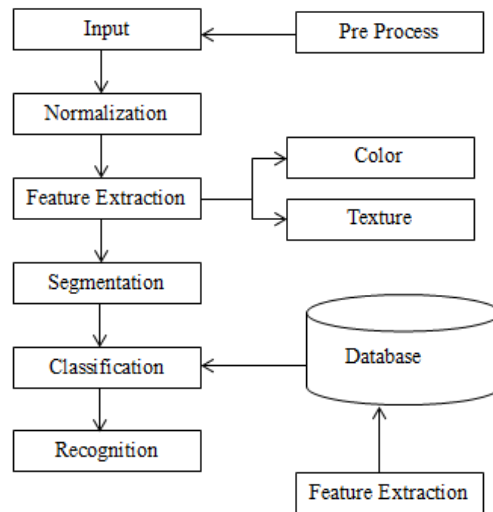 Input
Pre Process
Normalization
Color
Feature Extraction
Texture
Segmentation
Database
Classification
Recognition
Feature Extraction